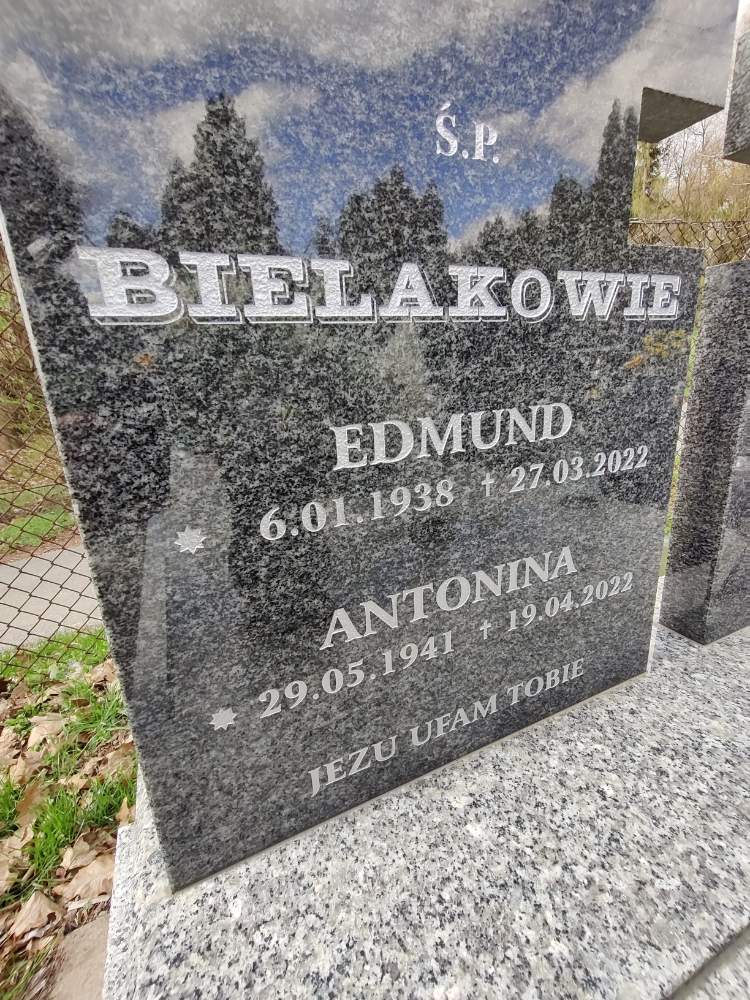 Ś.P.
BIELAKOWIE
EDMUND
* 6.01.1938 † 27.03.2022
ANTONINA
* 29.05.1941 † 19.04.2022
JEZU UFAM TOBIE